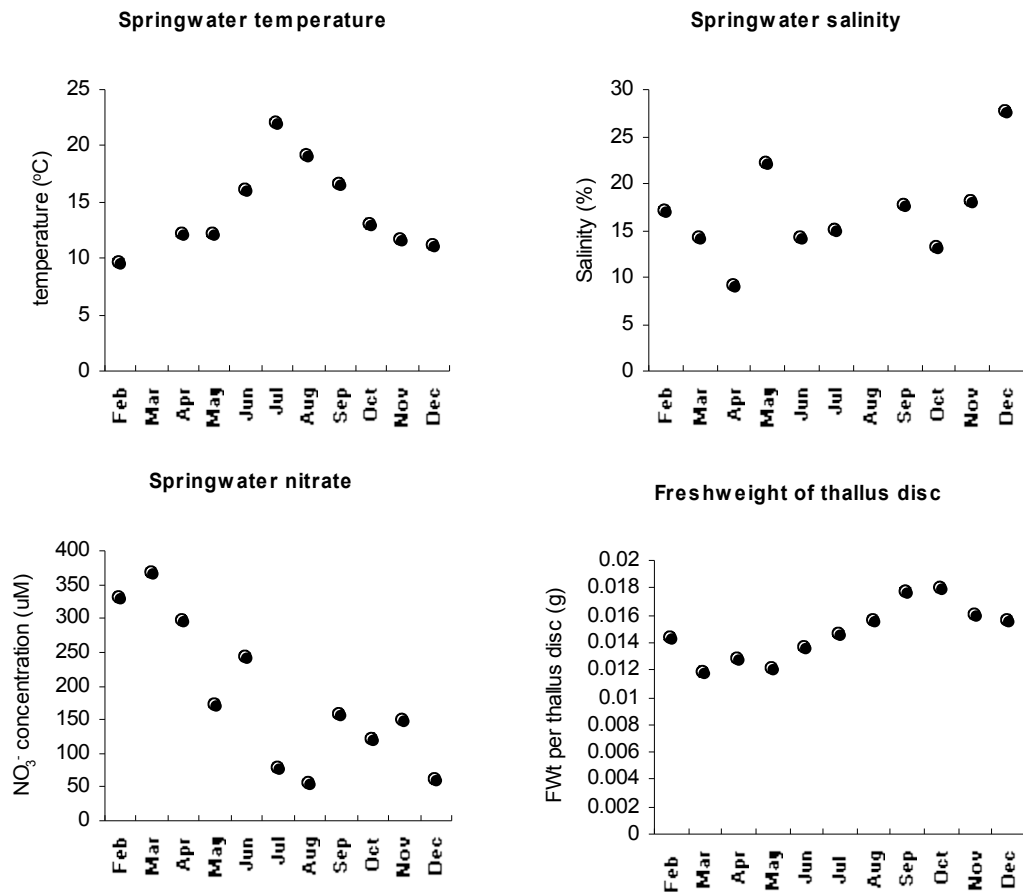 Springwater temperature
temperature (ºC)
25
20
15
10
5
0
Feb
Mar
Apr
May
Jun
Jul
Aug
Sep
Oct
Nov
Dec
Springwater salinity
Salinity (%)
30
25
20
15
10
5
0
Feb
Mar
Apr
May
Jun
Jul
Aug
Sep
Oct
Nov
Dec
Springwater nitrate
NO₃⁻ concentration (uM)
400
350
300
250
200
150
100
50
0
Feb
Mar
Apr
May
Jun
Jul
Aug
Sep
Oct
Nov
Dec
Freshweight of thallus disc
FWt per thallus disc (g)
0.02
0.018
0.016
0.014
0.012
0.01
0.008
0.006
0.004
0.002
0
Feb
Mar
Apr
May
Jun
Jul
Aug
Sep
Oct
Nov
Dec